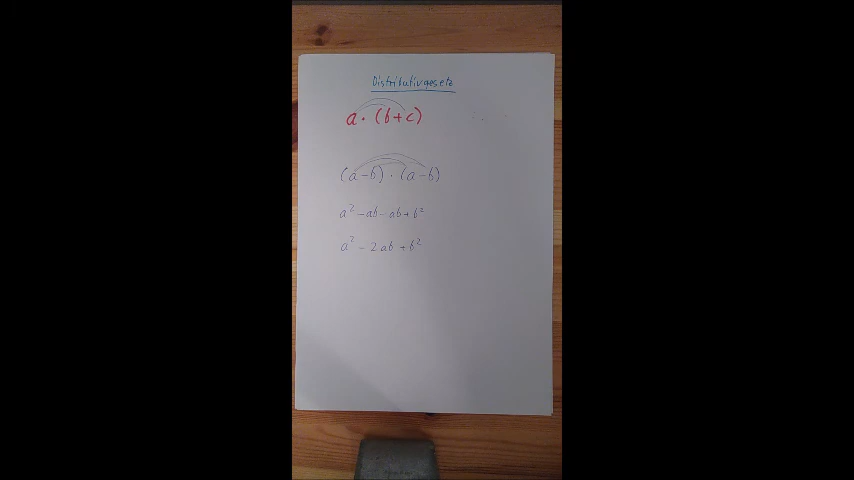 Distributivgesetz
a · (b+c)
(a-b) · (a-b)
a² - ab - ab + b²
a² - 2ab + b²